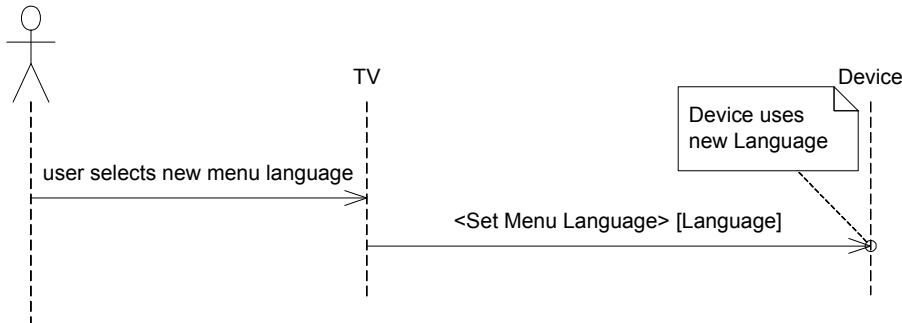 TV
Device
Device uses
new Language
user selects new menu language
<Set Menu Language> [Language]